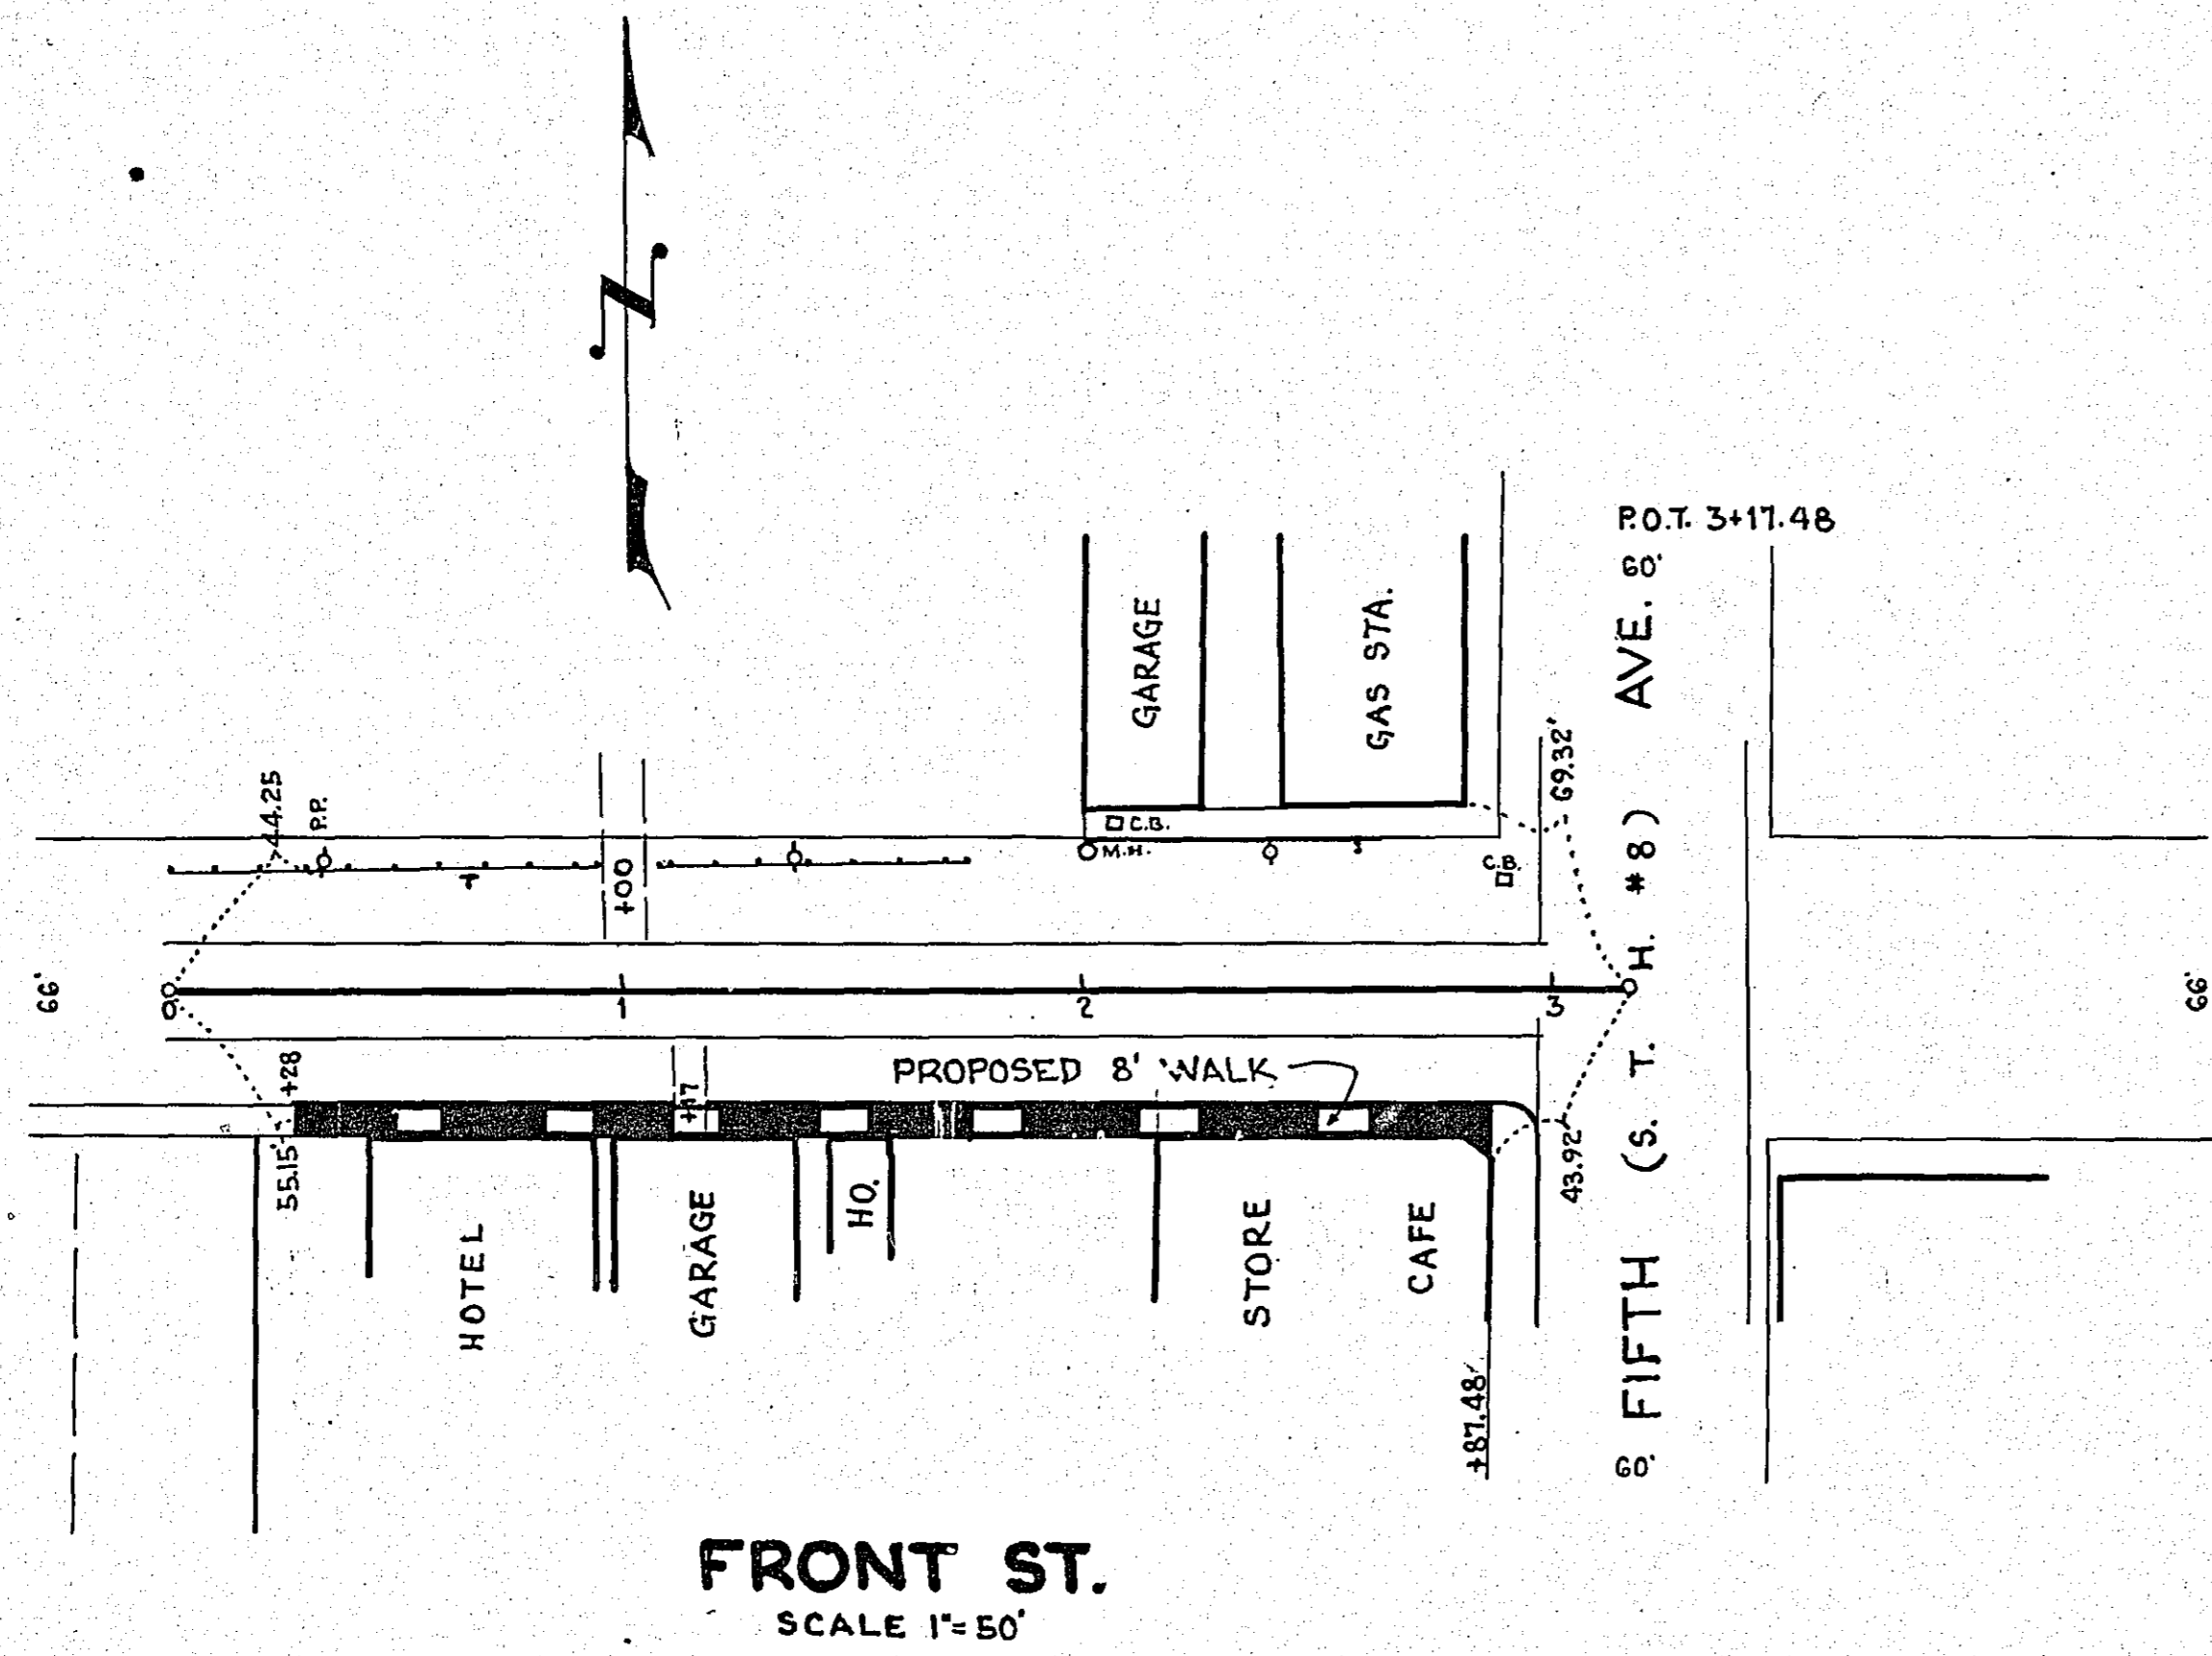 N
P.O.T. 3+17.48
60'
FIFTH (S. T. H. #8) AVE.
GARAGE
GAS STA.
69.32'
44.25
P.P.
C.B.
M.H.
C.B.
+00
66'
0 1 2 3
66'
+28
+17
PROPOSED 8' WALK
55.15'
43.92'
HOTEL
GARAGE
HO.
STORE
CAFE
+87.48
60'
FRONT ST.
SCALE 1"=50'